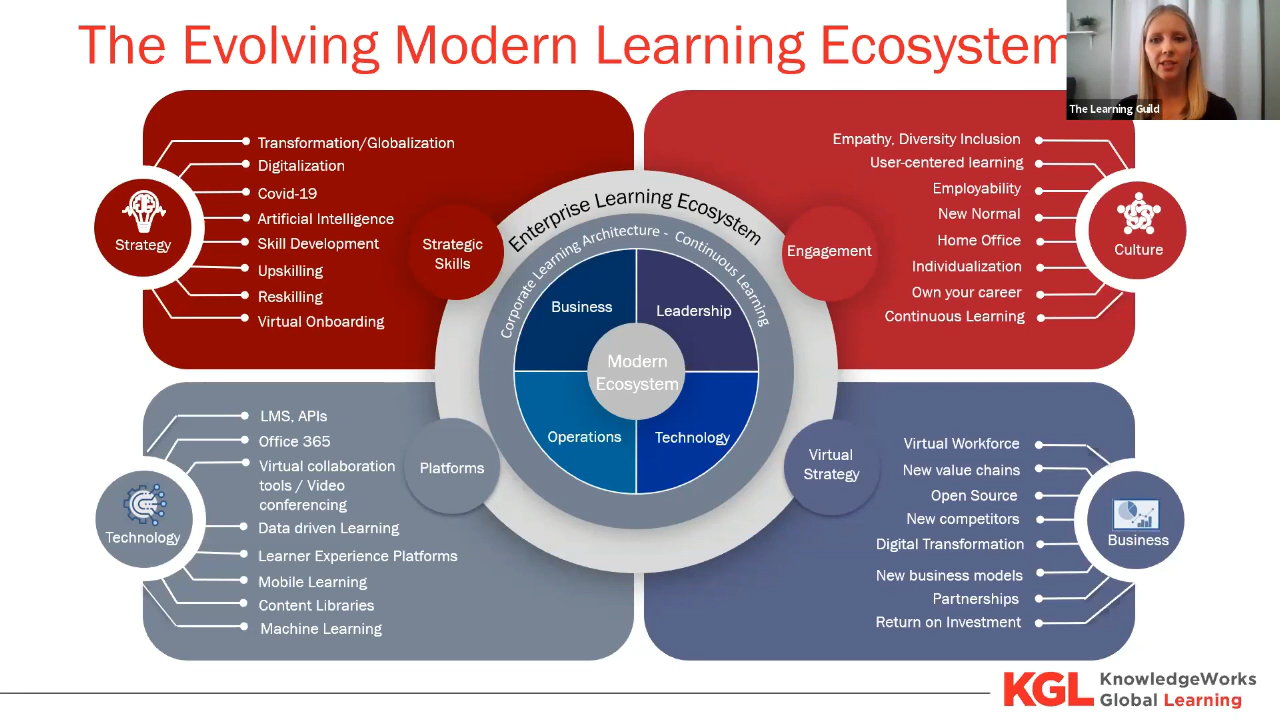 The Evolving Modern Learning Ecosystem
The Learning Guild
Strategy
Transformation/Globalization
Digitalization
Covid-19
Artificial Intelligence
Skill Development
Upskilling
Reskilling
Virtual Onboarding
Strategic
Skills
Enterprise Learning Ecosystem
Corporate Learning Architecture - Continuous Learning
Business
Leadership
Modern
Ecosystem
Operations
Technology
Engagement
Empathy, Diversity Inclusion
User-centered learning
Employability
New Normal
Home Office
Individualization
Own your career
Continuous Learning
Culture
Technology
LMS, APIs
Office 365
Virtual collaboration
tools / Video
conferencing
Data driven Learning
Learner Experience Platforms
Mobile Learning
Content Libraries
Machine Learning
Platforms
Virtual
Strategy
Virtual Workforce
New value chains
Open Source
New competitors
Digital Transformation
New business models
Partnerships
Return on Investment
Business
KGL KnowledgeWorks
Global Learning